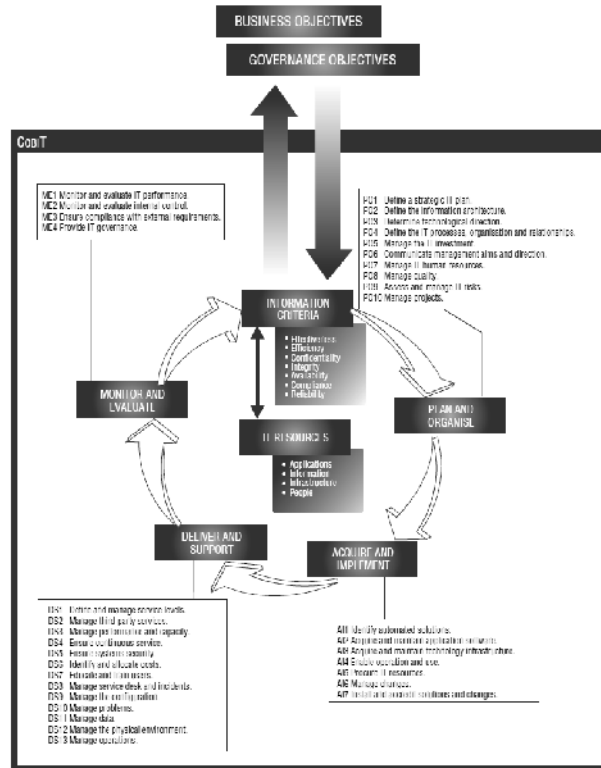 BUSINESS OBJECTIVES
GOVERNANCE OBJECTIVES
COBIT
ME1 Monitor and evaluate IT performance.
ME2 Monitor and evaluate internal control.
ME3 Ensure compliance with external requirements.
ME4 Provide IT governance.
PO1 Define a strategic IT plan.
PO2 Define the information architecture.
PO3 Determine technological direction.
PO4 Define the IT processes, organisation and relationships.
PO5 Manage the IT investment.
PO6 Communicate management aims and direction.
PO7 Manage IT human resources.
PO8 Manage quality.
PO9 Assess and manage IT risks.
PO10 Manage projects.
INFORMATION
CRITERIA
• Effectiveness
• Efficiency
• Confidentiality
• Integrity
• Availability
• Compliance
• Reliability
MONITOR AND
EVALUATE
PLAN AND
ORGANISE
IT RESOURCES
• Applications
• Information
• Infrastructure
• People
DELIVER AND
SUPPORT
ACQUIRE AND
IMPLEMENT
DS1 Define and manage service levels.
DS2 Manage third-party services.
DS3 Manage performance and capacity.
DS4 Ensure continuous service.
DS5 Ensure systems security.
DS6 Identify and allocate costs.
DS7 Educate and train users.
DS8 Manage service desk and incidents.
DS9 Manage the configuration.
DS10 Manage problems.
DS11 Manage data.
DS12 Manage the physical environment.
DS13 Manage operations.
AI1 Identify automated solutions.
AI2 Acquire and maintain application software.
AI3 Acquire and maintain technology infrastructure.
AI4 Enable operation and use.
AI5 Procure IT resources.
AI6 Manage changes.
AI7 Install and accredit solutions and changes.